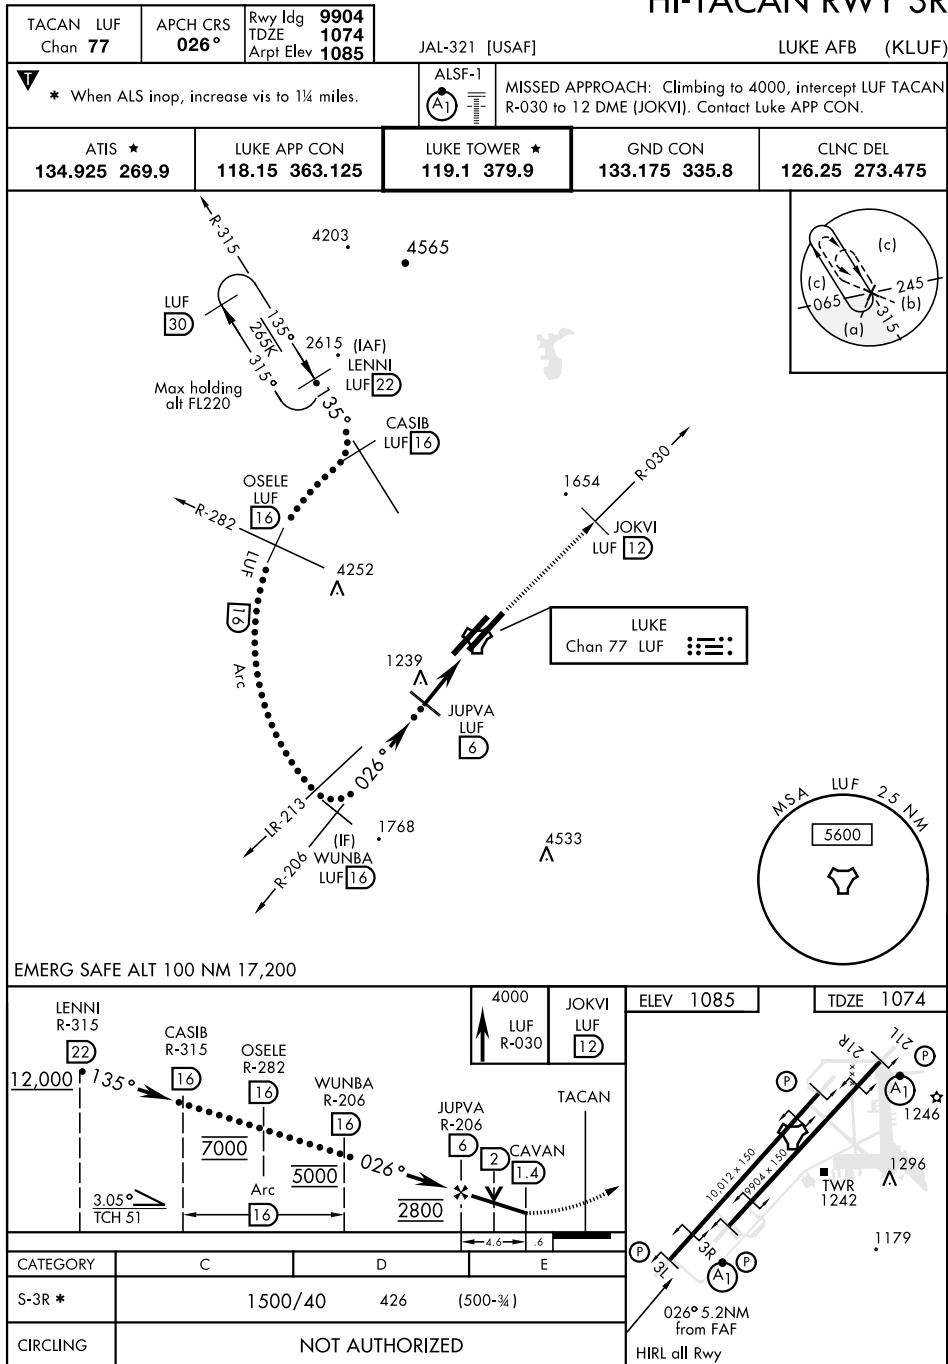 HI-TACAN RWY 3R
TACAN LUF
Chan 77
APCH CRS
026°
Rwy ldg 9904
TDZE 1074
Arpt Elev 1085
JAL-321 [USAF]
LUKE AFB (KLUF)
T
* When ALS inop, increase vis to 1¼ miles.
ALSF-1
A1
MISSED APPROACH: Climbing to 4000, intercept LUF TACAN
R-030 to 12 DME (JOKVI). Contact Luke APP CON.
ATIS ★
134.925 269.9
LUKE APP CON
118.15 363.125
LUKE TOWER ★
119.1 379.9
GND CON
133.175 335.8
CLNC DEL
126.25 273.475
R-315
4203
4565
LUF
30
135°
265K
315°
2615
(IAF)
LENNI
LUF 22
Max holding
alt FL220
135°
CASIB
LUF 16
OSELE
LUF
16
R-282
LUF
16
Arc
4252
(c)
(c)
065
245
(b)
(a)
315
R-030
1654
JOKVI
LUF 12
LUKE
Chan 77 LUF
1239
JUPVA
LUF
6
026°
LR-213
R-206
(IF)
WUNBA
LUF 16
1768
4533
MSA LUF 25 NM
5600
EMERG SAFE ALT 100 NM 17,200
LENNI
R-315
22
12,000
135°
CASIB
R-315
16
OSELE
R-282
16
7000
WUNBA
R-206
16
5000
026°
3.05°
TCH 51
Arc
16
4000
LUF
R-030
JOKVI
LUF
12
TACAN
JUPVA
R-206
6
2
CAVAN
1.4
2800
4.6
.6
CATEGORY C D E
S-3R * 1500/40 426 (500-¾)
CIRCLING NOT AUTHORIZED
ELEV 1085
TDZE 1074
21R
21L
P
P
A1
1246
10,012 x 150
9904 x 150
1296
TWR
1242
1179
P
3L
3R
A1
P
026° 5.2NM
from FAF
HIRL all Rwy